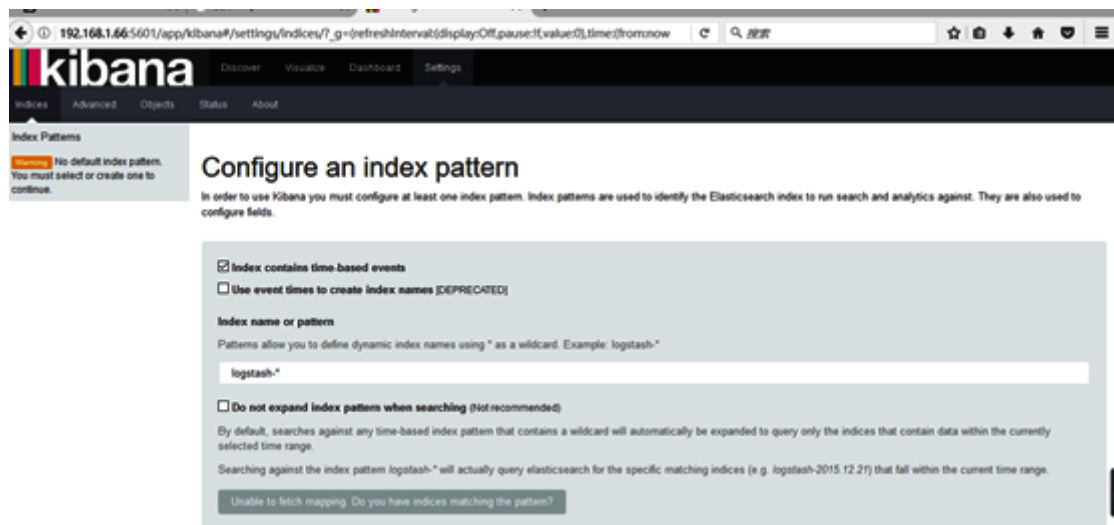 192.168.1.66:5601/app/kibana#/settings/indices/?_g=(refreshInterval:(display:Off,pause:!f,value:0),time:(from:now
搜索
kibana
Discover Visualize Dashboard Settings
Indices Advanced Objects Status About
Index Patterns
Warning No default index pattern.
You must select or create one to
continue.
Configure an index pattern
In order to use Kibana you must configure at least one index pattern. Index patterns are used to identify the Elasticsearch index to run search and analytics against. They are also used to
configure fields.
Index contains time-based events
Use event times to create index names [DEPRECATED]
Index name or pattern
Patterns allow you to define dynamic index names using * as a wildcard. Example: logstash-*
logstash-*
Do not expand index pattern when searching (Not recommended)
By default, searches against any time-based index pattern that contains a wildcard will automatically be expanded to query only the indices that contain data within the currently
selected time range.
Searching against the index pattern logstash-* will actually query elasticsearch for the specific matching indices (e.g. logstash-2015.12.21) that fall within the current time range.
Unable to fetch mapping. Do you have indices matching the pattern?